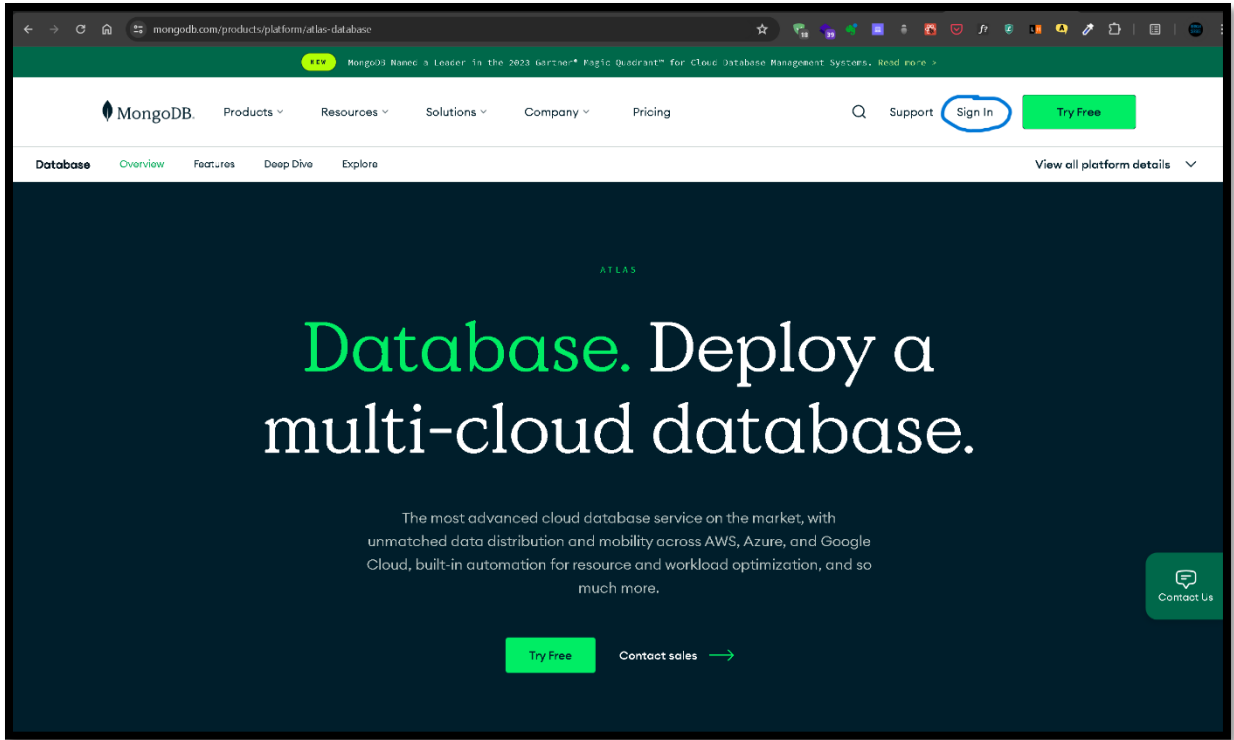 mongodb.com/products/platform/atlas-database
NEW MongoDB Named a Leader in the 2023 Gartner® Magic Quadrant™ for Cloud Database Management Systems. Read more >
MongoDB. Products Resources Solutions Company Pricing Support Sign In Try Free
Database Overview Features Deep Dive Explore View all platform details
ATLAS
Database. Deploy a
multi-cloud database.
The most advanced cloud database service on the market, with
unmatched data distribution and mobility across AWS, Azure, and Google
Cloud, built-in automation for resource and workload optimization, and so
much more.
Contact Us
Try Free Contact sales